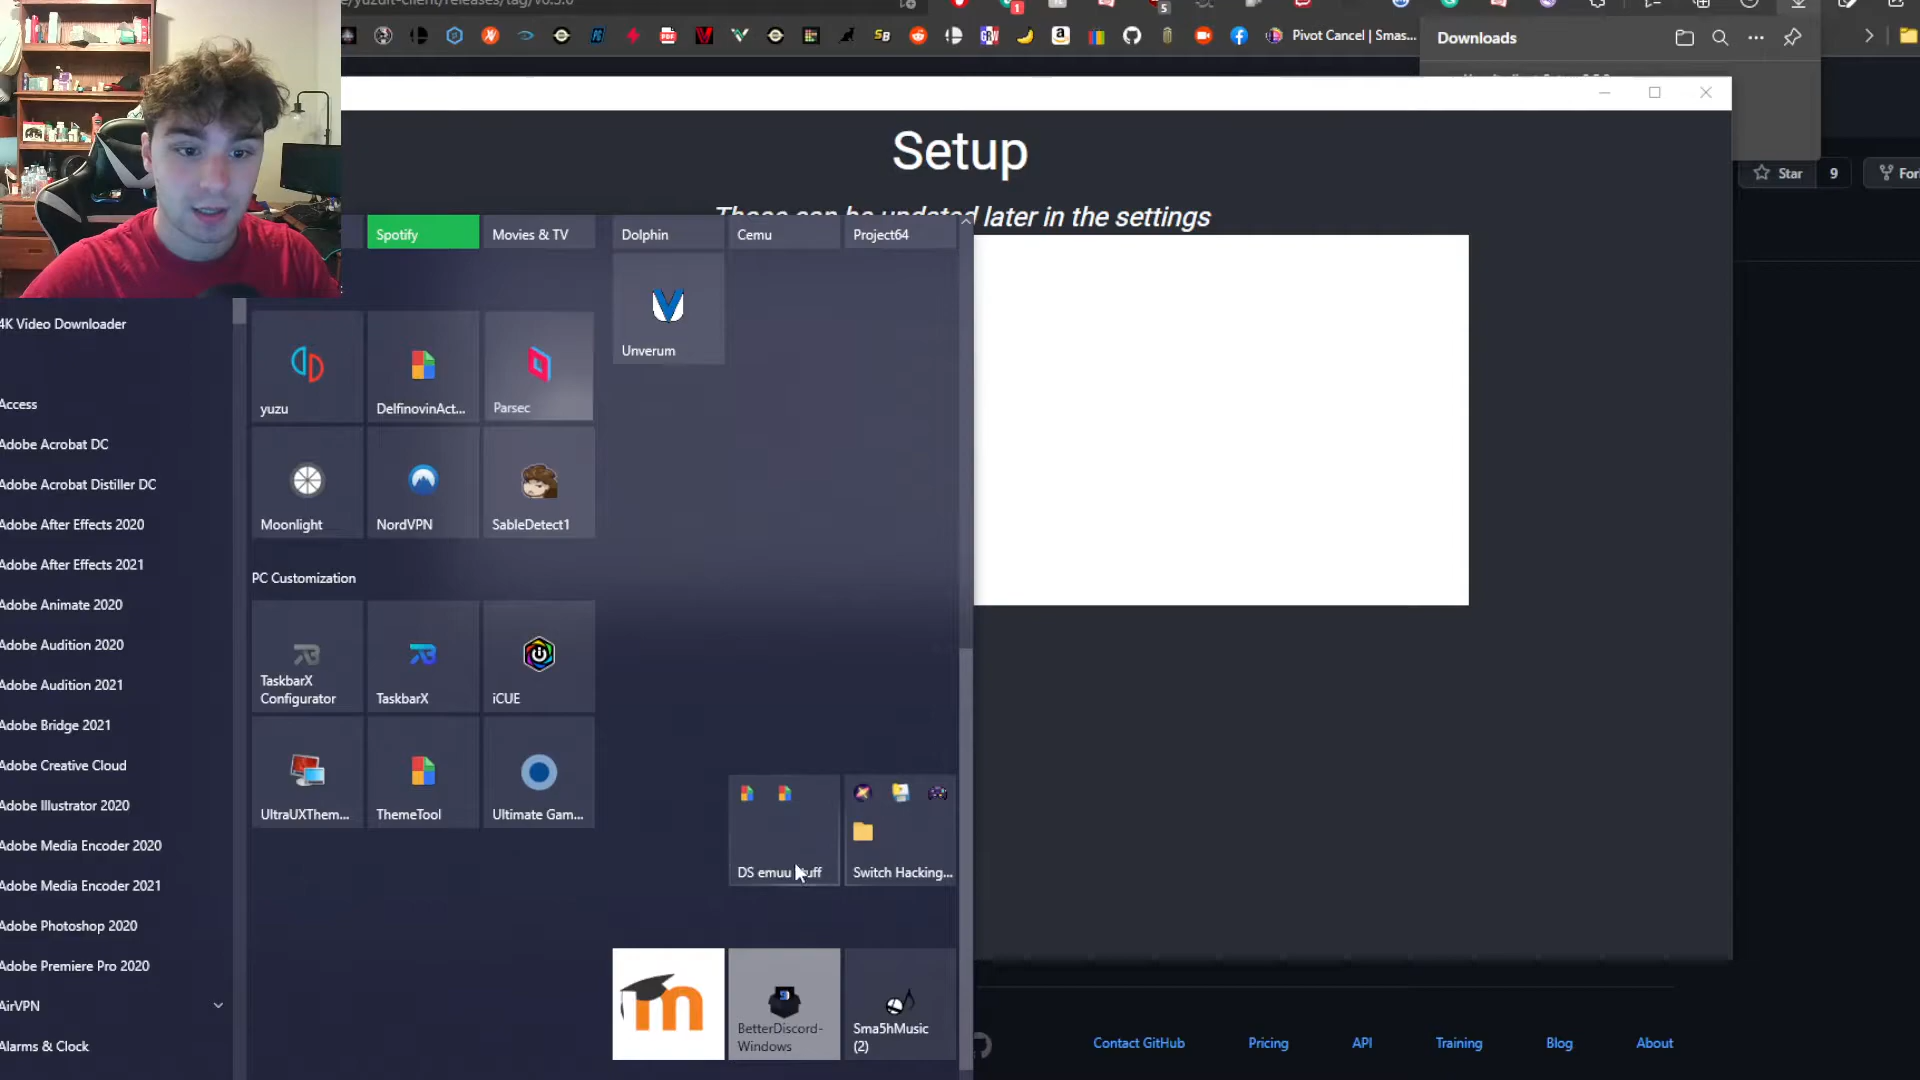 1
5
Pivot Cancel | Smas...
Downloads
Setup
later in the settings
Star
9
Spotify
Movies & TV
Dolphin
Cemu
Project64
4K Video Downloader
Unverum
yuzu
DelfinovinAct...
Parsec
Access
Adobe Acrobat DC
Adobe Acrobat Distiller DC
Moonlight
NordVPN
SableDetect1
Adobe After Effects 2020
Adobe After Effects 2021
PC Customization
Adobe Animate 2020
Adobe Audition 2020
Adobe Audition 2021
TaskbarX
Configurator
TaskbarX
iCUE
Adobe Bridge 2021
Adobe Creative Cloud
Adobe Illustrator 2020
UltraUXThem...
ThemeTool
Ultimate Gam...
Adobe Media Encoder 2020
Adobe Media Encoder 2021
DS emuu
Switch Hacking...
Adobe Photoshop 2020
Adobe Premiere Pro 2020
AirVPN
Alarms & Clock
BetterDiscord-
Windows
Sma5hMusic
(2)
Contact GitHub
Pricing
API
Training
Blog
About